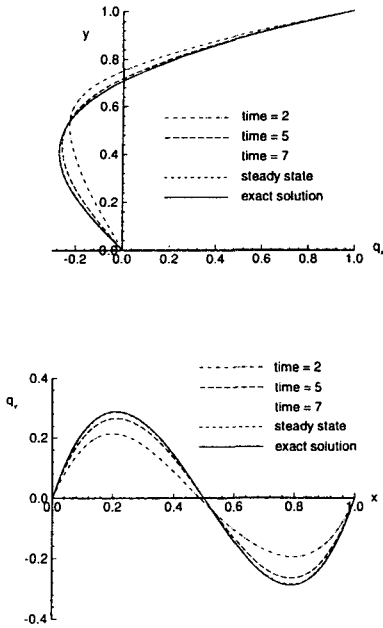 y
1.0
0.8
0.6
0.4
0.2
0.0
-0.2 0.0 0.2 0.4 0.6 0.8 1.0
time = 2
time = 5
time = 7
steady state
exact solution
time = 2
time = 5
time = 7
steady state
exact solution
0.4
0.2
0.0
-0.2
-0.4
0.0 0.2 0.4 0.6 0.8 1.0
x